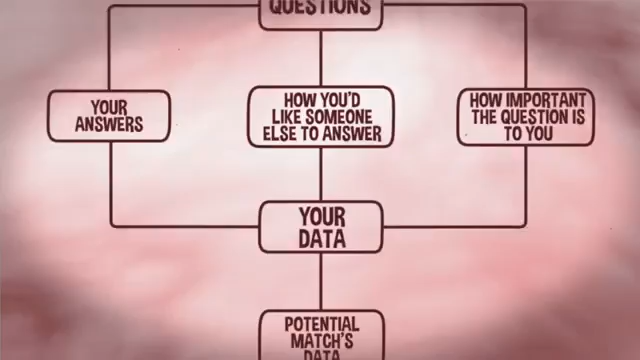 QUESTIONS
YOUR
ANSWERS
HOW YOU'D
LIKE SOMEONE
ELSE TO ANSWER
HOW IMPORTANT
THE QUESTION IS
TO YOU
YOUR
DATA
POTENTIAL
MATCH'S
DATA